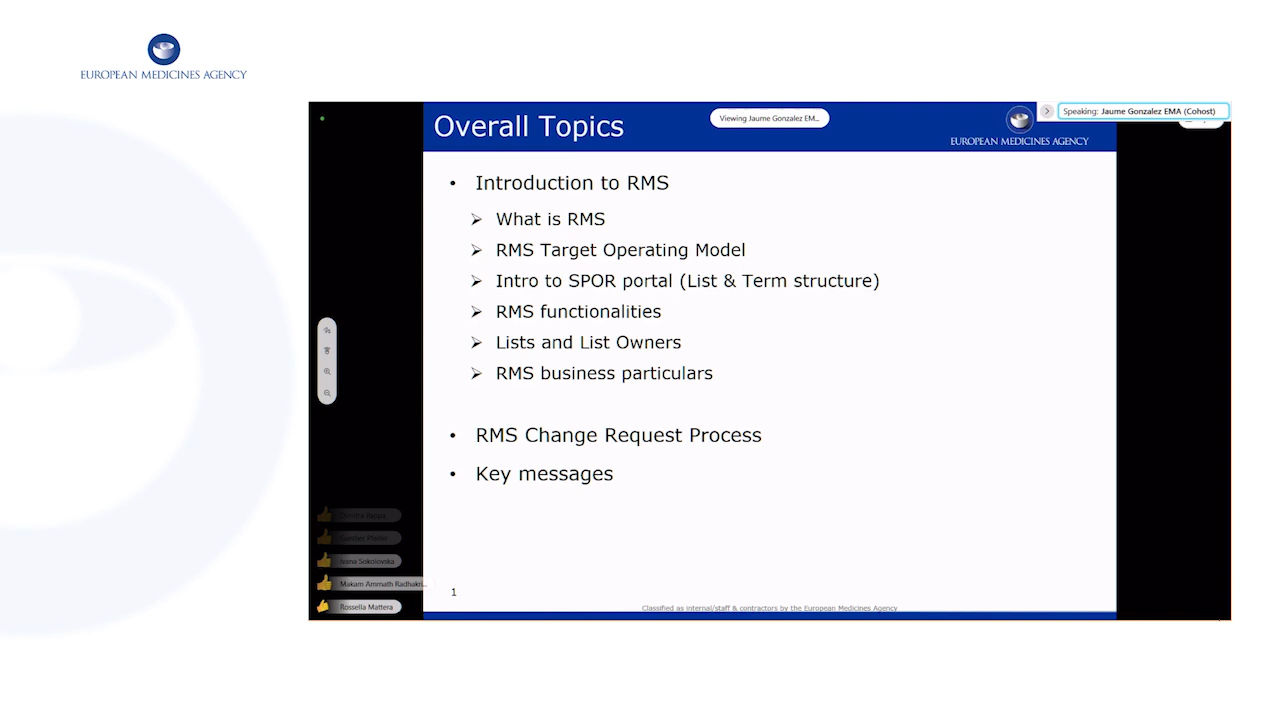 EUROPEAN MEDICINES AGENCY
Overall Topics
Viewing Jaume Gonzalez EM...
Speaking: Jaume Gonzalez EMA (Cohost)
EUROPEAN MEDICINES AGENCY
• Introduction to RMS
➢ What is RMS
➢ RMS Target Operating Model
➢ Intro to SPOR portal (List & Term structure)
➢ RMS functionalities
➢ Lists and List Owners
➢ RMS business particulars
• RMS Change Request Process
• Key messages
Ivana Sokolovska
Makam Ammath Radhakri...
Rossella Mattera
1
Classified as internal/staff & contractors by the European Medicines Agency